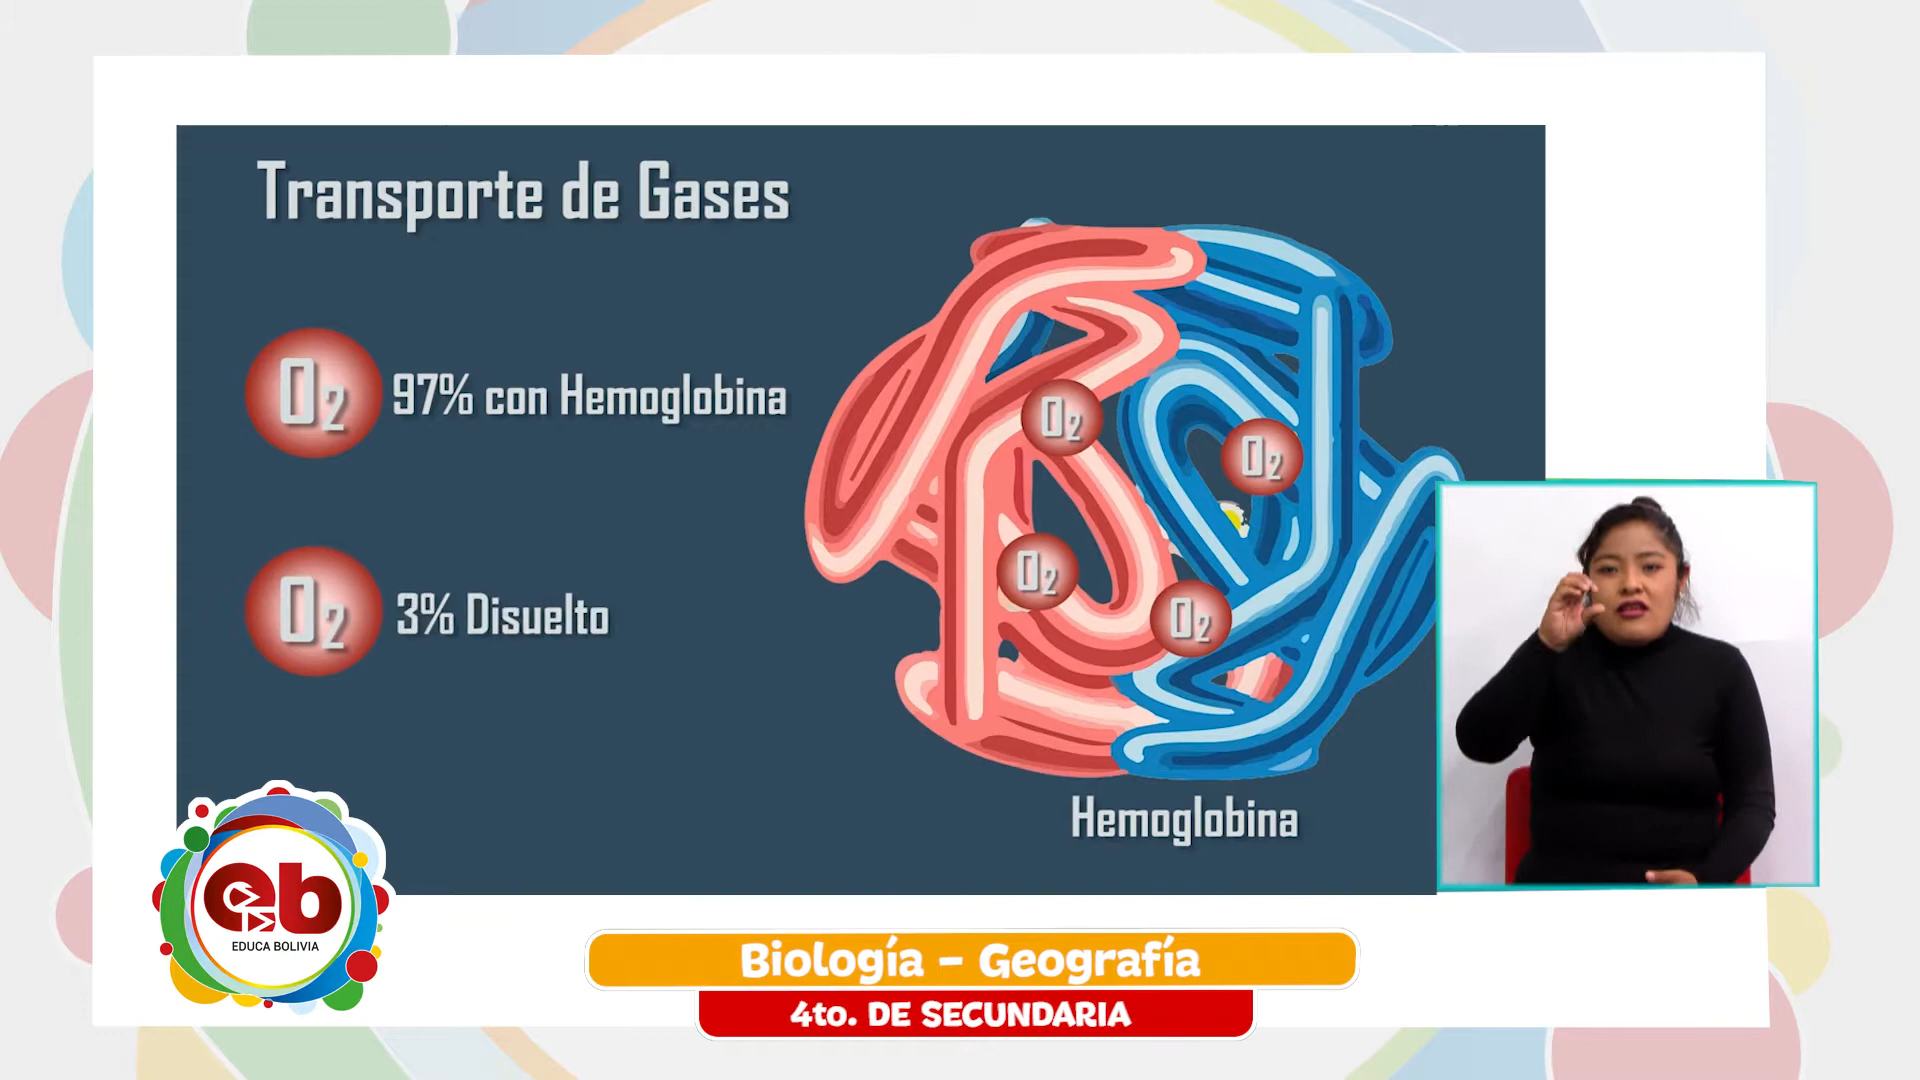 Transporte de Gases
O2 97% con Hemoglobina
O2 3% Disuelto
O2
O2
O2
O2
Hemoglobina
eb
EDUCA BOLIVIA
Biología - Geografía
4to. DE SECUNDARIA